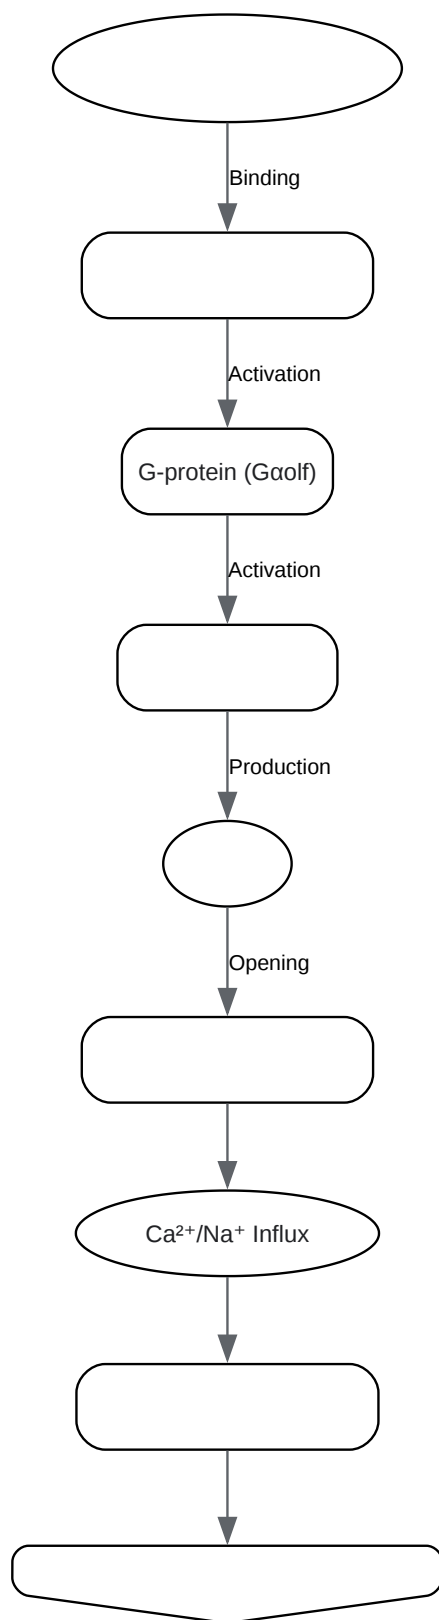 Binding
Activation
G-protein (Gαolf)
Activation
Production
Opening
Ca²⁺/Na⁺ Influx